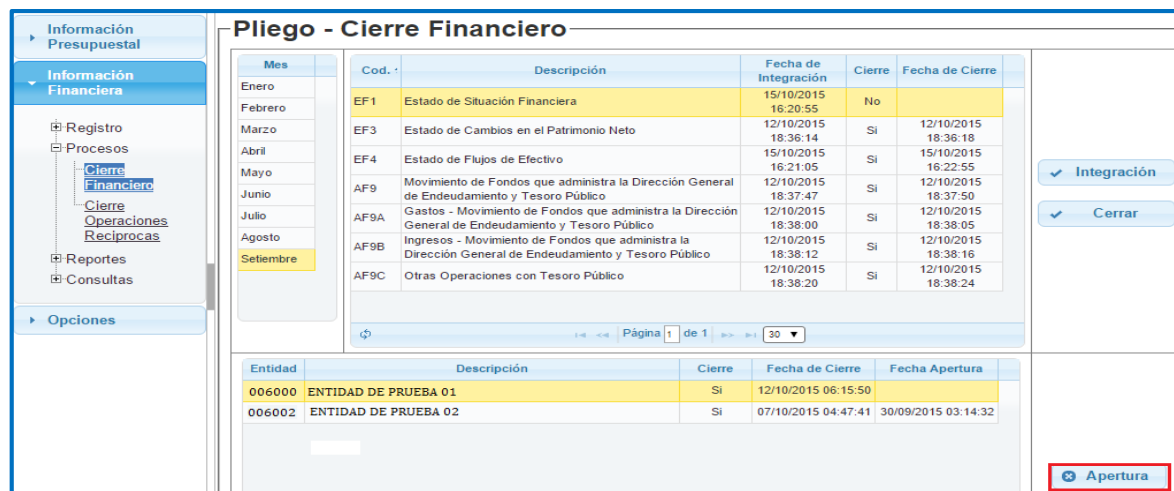 Información
Presupuestal
Información
Financiera
Registro
Procesos
Cierre
Financiero
Cierre
Operaciones
Reciprocas
Reportes
Consultas
Opciones
Pliego - Cierre Financiero
Mes
Enero
Febrero
Marzo
Abril
Mayo
Junio
Julio
Agosto
Setiembre
Cod. Descripción Fecha de Integración Cierre Fecha de Cierre
EF1 Estado de Situación Financiera 15/10/2015 16:20:55 No
EF3 Estado de Cambios en el Patrimonio Neto 12/10/2015 18:36:14 Si 12/10/2015 18:36:18
EF4 Estado de Flujos de Efectivo 15/10/2015 16:21:05 Si 15/10/2015 16:22:55
AF9 Movimiento de Fondos que administra la Dirección General de Endeudamiento y Tesoro Público 12/10/2015 18:37:47 Si 12/10/2015 18:37:50
AF9A Gastos - Movimiento de Fondos que administra la Dirección General de Endeudamiento y Tesoro Público 12/10/2015 18:38:00 Si 12/10/2015 18:38:05
AF9B Ingresos - Movimiento de Fondos que administra la Dirección General de Endeudamiento y Tesoro Público 12/10/2015 18:38:12 Si 12/10/2015 18:38:16
AF9C Otras Operaciones con Tesoro Público 12/10/2015 18:38:20 Si 12/10/2015 18:38:24
Página 1 de 1 30
Integración
Cerrar
Entidad Descripción Cierre Fecha de Cierre Fecha Apertura
006000 ENTIDAD DE PRUEBA 01 Si 12/10/2015 06:15:50
006002 ENTIDAD DE PRUEBA 02 Si 07/10/2015 04:47:41 30/09/2015 03:14:32
Apertura